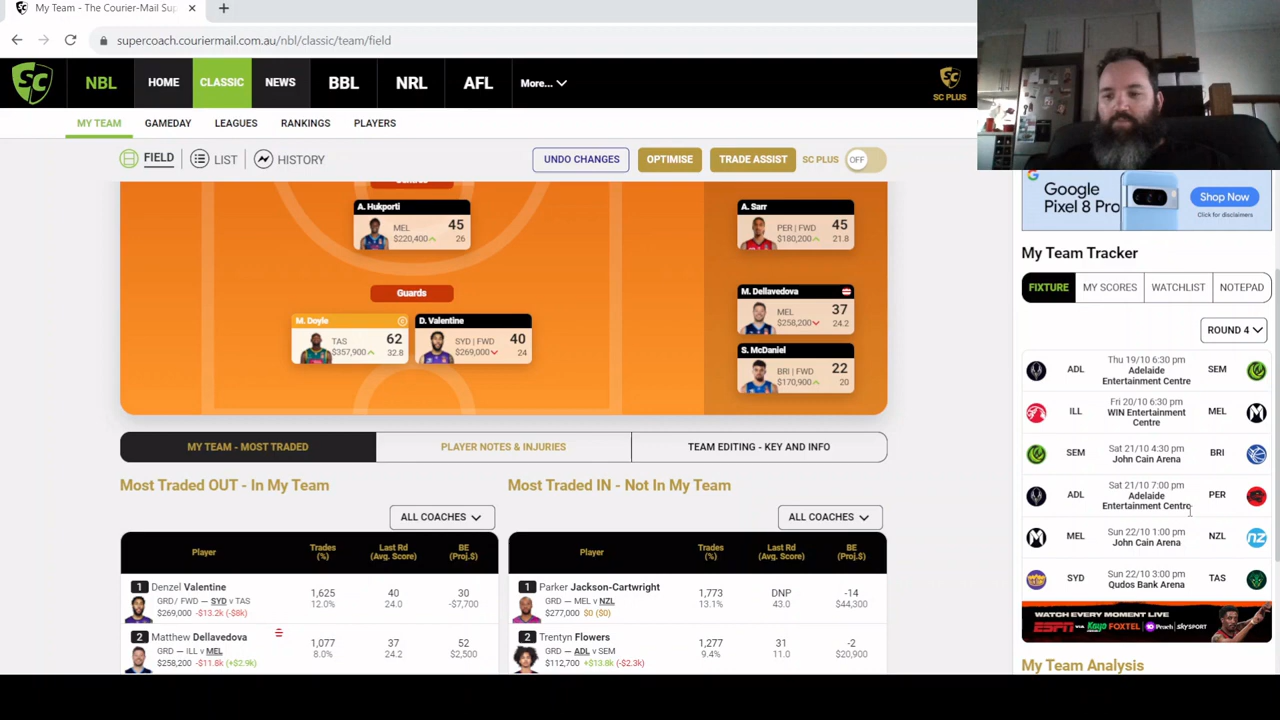 My Team - The Courier-Mail Sup
supercoach.couriermail.com.au/nbl/classic/team/field
SC NBL HOME CLASSIC NEWS BBL NRL AFL More... SC PLUS
MY TEAM GAMEDAY LEAGUES RANKINGS PLAYERS
FIELD LIST HISTORY UNDO CHANGES OPTIMISE TRADE ASSIST SC PLUS OFF
A. Hukporti
MEL 45
$220,400 26
A. Sarr
PER | FWD 45
$180,200 21.8
Guards
M. Dellavedova
MEL 37
$258,200 24.2
M. Doyle
TAS 62
$357,900 32.8
D. Valentine
SYD | FWD 40
$269,000 24
S. McDaniel
BRI | FWD 22
$170,900 20
MY TEAM - MOST TRADED PLAYER NOTES & INJURIES TEAM EDITING - KEY AND INFO
Most Traded OUT - In My Team
ALL COACHES
Player Trades (%) Last Rd (Avg. Score) BE (Proj.$)
1 Denzel Valentine 1,625 40 30
GRD/ FWD — SYD v TAS 12.0% 24.0 -$7,700
$269,000 -$13.2k (-$8k)
2 Matthew Dellavedova 1,077 37 52
GRD — ILL v MEL 8.0% 24.2 $2,500
$258,200 -$11.8k (+$2.9k)
Most Traded IN - Not In My Team
ALL COACHES
Player Trades (%) Last Rd (Avg. Score) BE (Proj.$)
1 Parker Jackson-Cartwright 1,773 DNP -14
GRD — MEL v NZL 13.1% 43.0 $44,300
$277,000 $0 ($0)
2 Trentyn Flowers 1,277 31 -2
GRD — ADL v SEM 9.4% 11.0 $20,900
$112,700 +$13.8k (-$2.3k)
Google
Pixel 8 Pro
Shop Now
Click for disclaimers
My Team Tracker
FIXTURE MY SCORES WATCHLIST NOTEPAD
ROUND 4
ADL Thu 19/10 6:30 pm SEM
Adelaide
Entertainment Centre
ILL Fri 20/10 6:30 pm MEL
WIN Entertainment
Centre
SEM Sat 21/10 4:30 pm BRI
John Cain Arena
ADL Sat 21/10 7:00 pm PER
Adelaide
Entertainment Centre
MEL Sun 22/10 1:00 pm NZL
John Cain Arena
SYD Sun 22/10 3:00 pm TAS
Qudos Bank Arena
WATCH EVERY MOMENT LIVE
ESPN via Kayo FOXTEL 10 Peach skySPORT
My Team Analysis